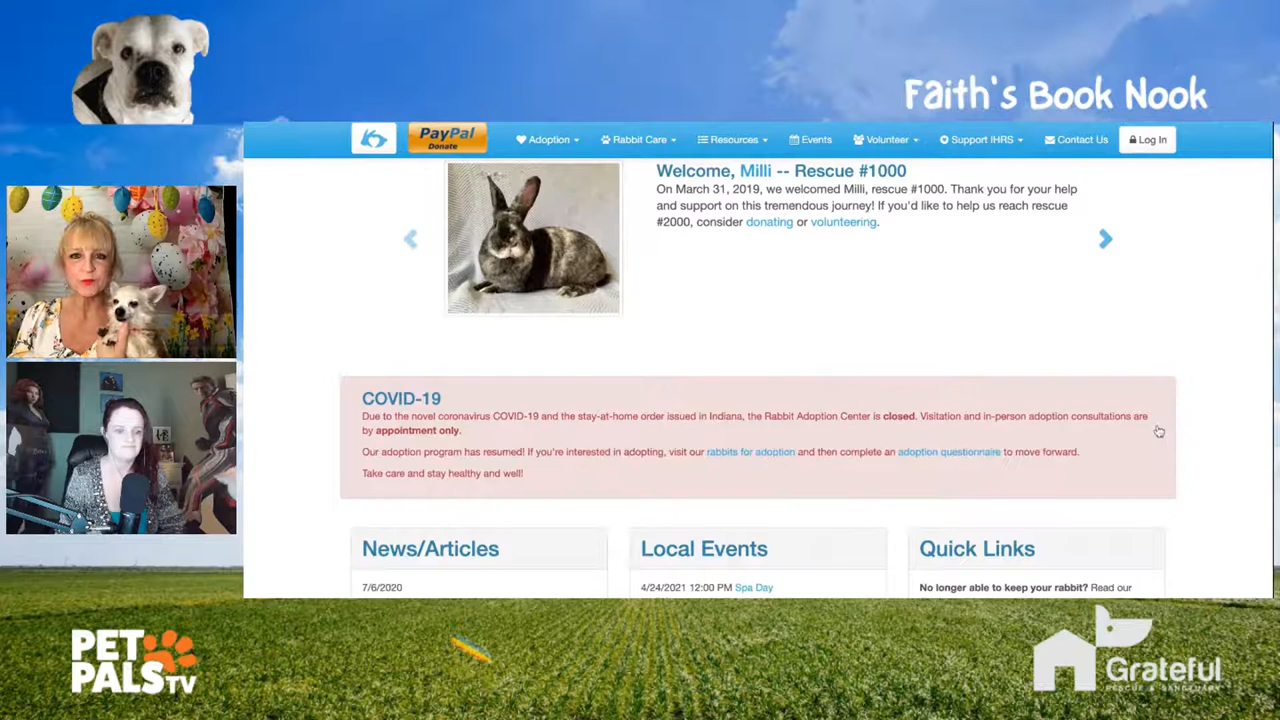 Faith's Book Nook
PayPal
Donate
Adoption
Rabbit Care
Resources
Events
Volunteer
Support IHRS
Contact Us
Log In
Welcome, Milli -- Rescue #1000
On March 31, 2019, we welcomed Milli, rescue #1000. Thank you for your help
and support on this tremendous journey! If you'd like to help us reach rescue
#2000, consider donating or volunteering.
COVID-19
Due to the novel coronavirus COVID-19 and the stay-at-home order issued in Indiana, the Rabbit Adoption Center is closed. Visitation and in-person adoption consultations are
by appointment only.
Our adoption program has resumed! If you're interested in adopting, visit our rabbits for adoption and then complete an adoption questionnaire to move forward.
Take care and stay healthy and well!
News/Articles
Local Events
Quick Links
7/6/2020
4/24/2021 12:00 PM Spa Day
No longer able to keep your rabbit? Read our
PET
PALSTV
Grateful
RESCUE & SANCTUARY